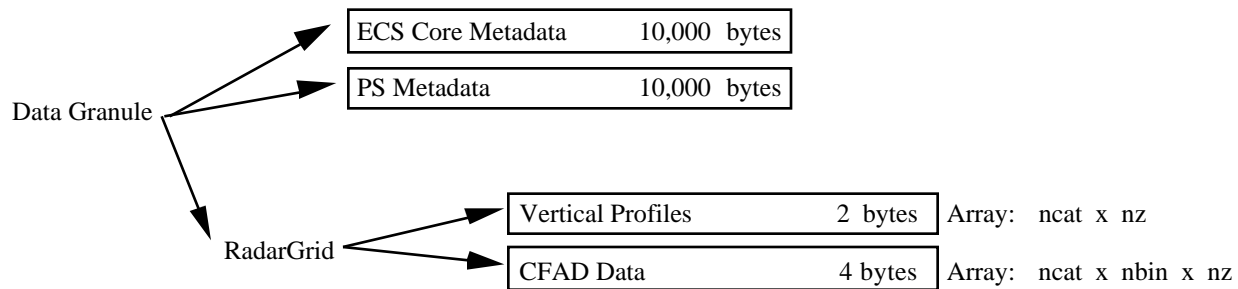 ECS Core Metadata 10,000 bytes
PS Metadata 10,000 bytes
Data Granule
Vertical Profiles 2 bytes Array: ncat x nz
RadarGrid
CFAD Data 4 bytes Array: ncat x nbin x nz